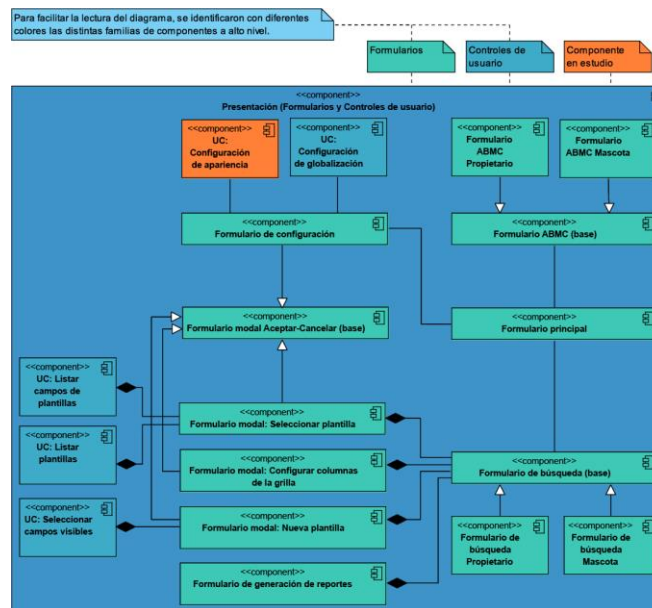 Para facilitar la lectura del diagrama, se identificaron con diferentes
colores las distintas familias de componentes a alto nivel.
Formularios
Controles de
usuario
Componente
en estudio
<<component>>
Presentación (Formularios y Controles de usuario)
<<component>>
UC:
Configuración
de apariencia
<<component>>
UC:
Configuración
de globalización
<<component>>
Formulario
ABMC
Propietario
<<component>>
Formulario
ABMC Mascota
<<component>>
Formulario de configuración
<<component>>
Formulario ABMC (base)
<<component>>
Formulario modal Aceptar-Cancelar (base)
<<component>>
Formulario principal
<<component>>
UC: Listar
campos de
plantillas
<<component>>
Formulario modal: Seleccionar plantilla
<<component>>
UC: Listar
plantillas
<<component>>
Formulario modal: Configurar columnas
de la grilla
<<component>>
Formulario de búsqueda (base)
<<component>>
UC: Seleccionar
campos visibles
<<component>>
Formulario modal: Nueva plantilla
<<component>>
Formulario de
búsqueda
Propietario
<<component>>
Formulario de
búsqueda
Mascota
<<component>>
Formulario de generación de reportes